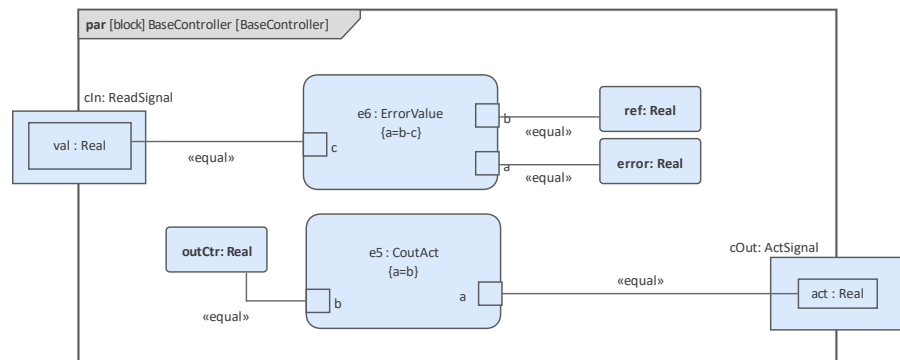 par [block] BaseController [BaseController]
cIn: ReadSignal
val : Real
«equal»
e6 : ErrorValue
{a=b-c}
c
b
a
«equal»
ref: Real
error: Real
«equal»
outCtr: Real
«equal»
e5 : CoutAct
{a=b}
b
a
«equal»
cOut: ActSignal
act : Real